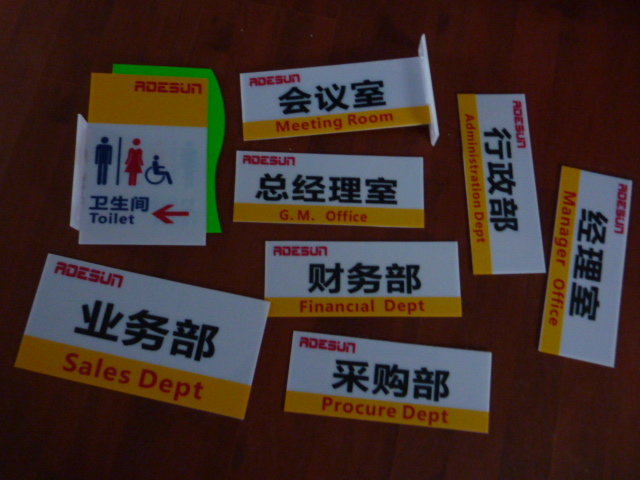 ADESUN
卫生间
Toilet
ADESUN
会议室
Meeting Room
ADESUN
总经理室
G.M. Office
ADESUN
行政部
Administration Dept
ADESUN
经理室
Manager Office
ADESUN
财务部
Financial Dept
ADESUN
业务部
Sales Dept
ADESUN
采购部
Procure Dept